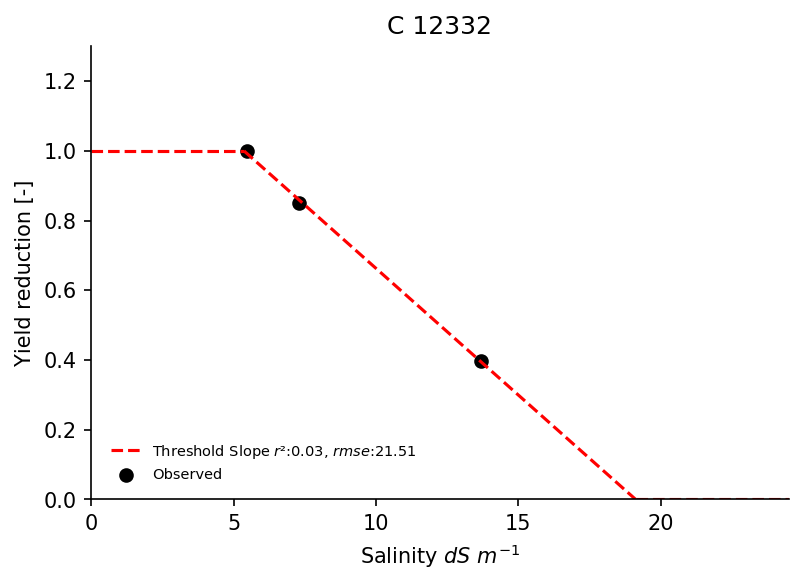 C 12332
1.2
1.0
0.8
0.6
0.4
0.2
0.0
Yield reduction [-]
Threshold Slope r²:0.03, rmse:21.51
Observed
0 5 10 15 20
Salinity dS m⁻¹